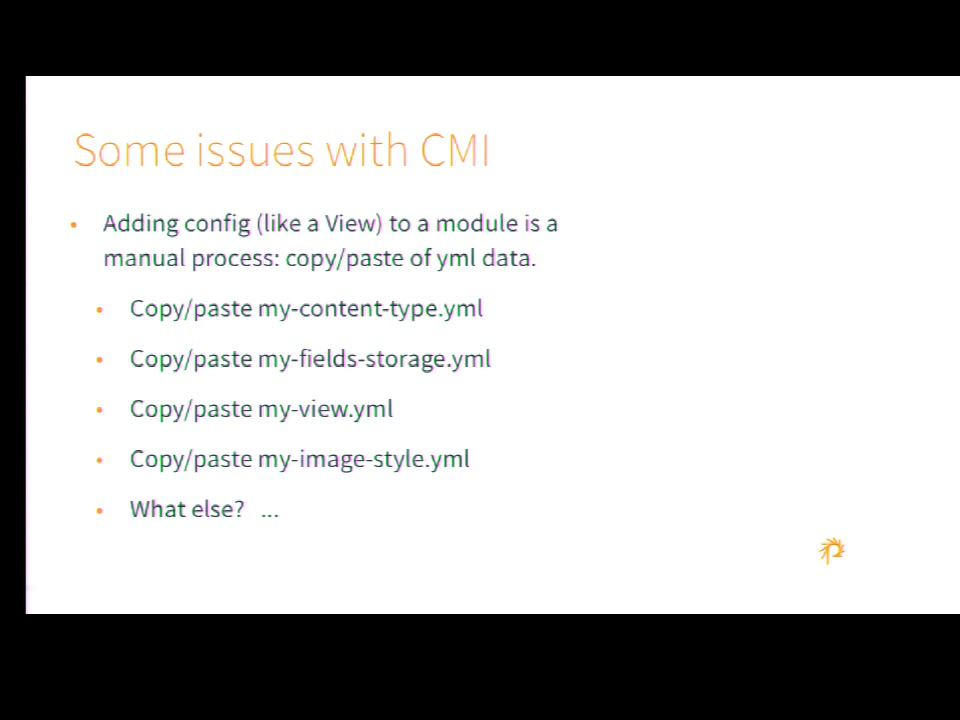 Some issues with CMI
• Adding config (like a View) to a module is a
manual process: copy/paste of yml data.
• Copy/paste my-content-type.yml
• Copy/paste my-fields-storage.yml
• Copy/paste my-view.yml
• Copy/paste my-image-style.yml
• What else? ...